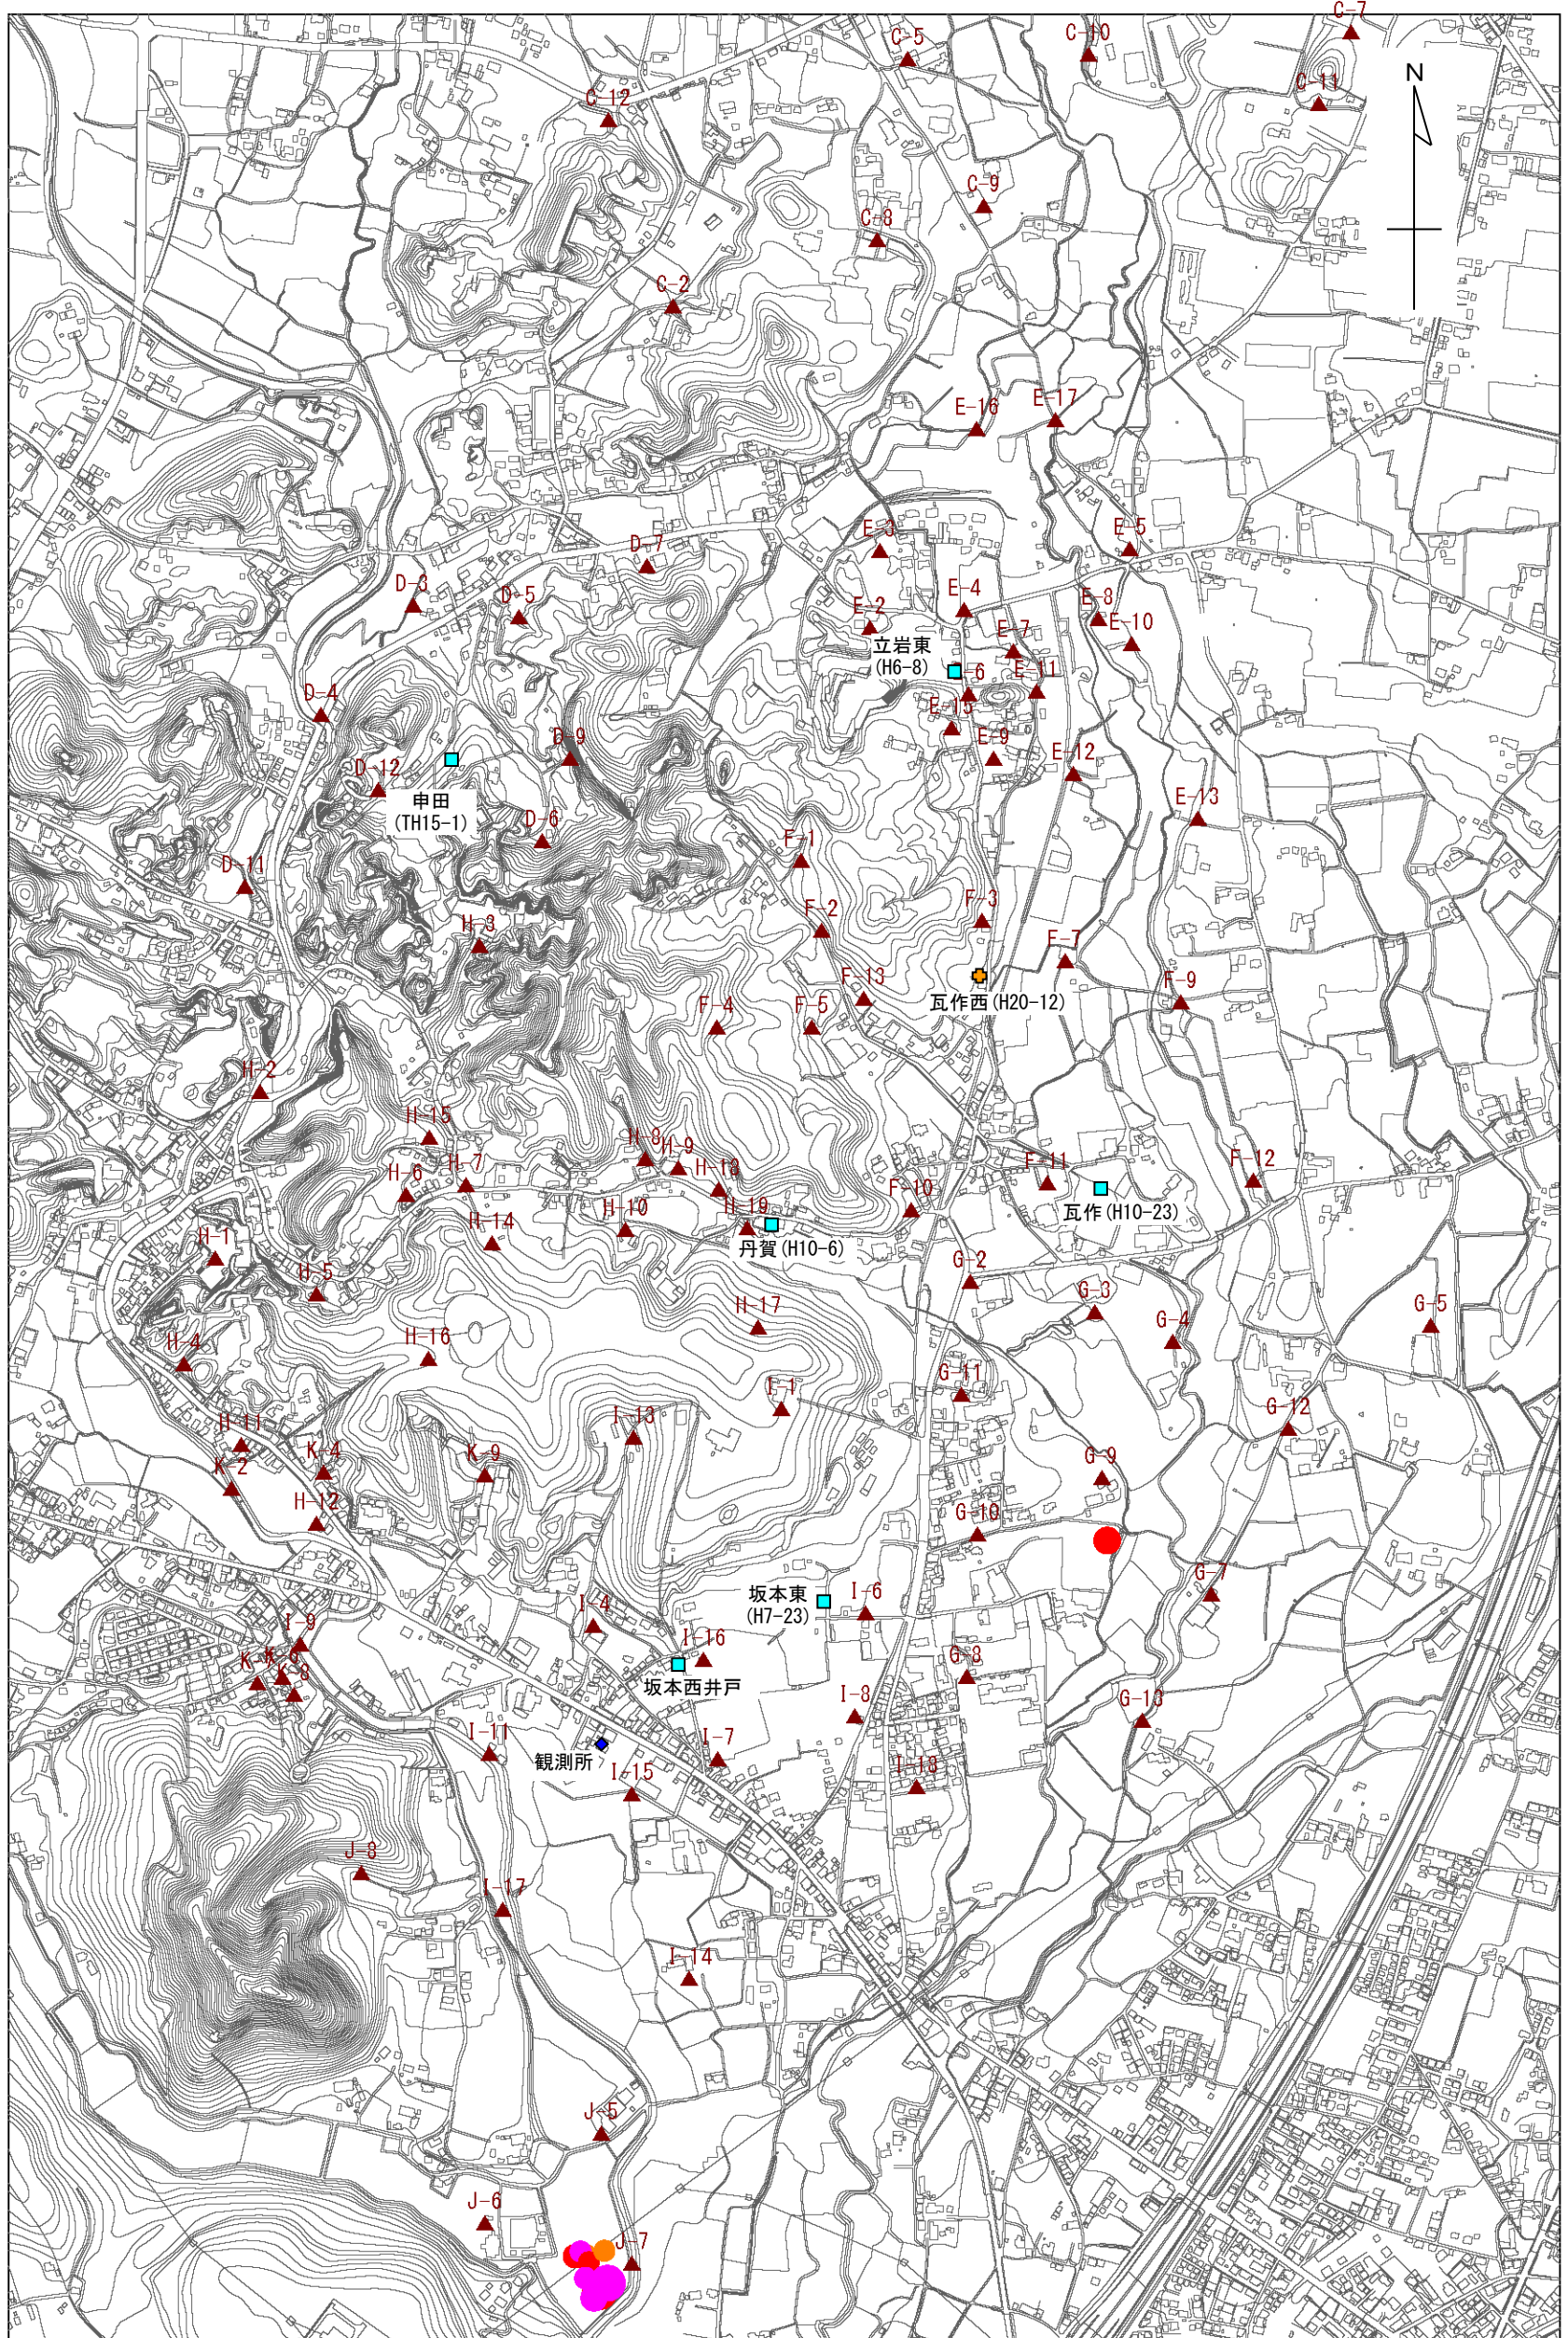 C-7
C-5
C-10
N
C-11
C-12
C-9
C-8
C-2
E-17
E-16
E-5
E-3
D-7
D-3
D-5
E-4
E-8
E-2
E-10
立岩東
(H6-8)
E-7
-6
E-11
D-4
E-15
D-9
E-9
E-12
D-12
申田
(TH15-1)
E-13
D-6
F-1
D-11
F-3
F-2
H-3
F-7
F-13
F-9
瓦作西(H20-12)
F-4
F-5
H-2
H-15
H-8
H-9
H-18
F-11
F-12
H-6
H-7
F-10
H-10
H-19
瓦作(H10-23)
H-14
丹賀(H10-6)
H-1
G-2
H-5
G-3
H-17
G-5
G-4
H-16
H-4
G-11
I-1
G-12
I-13
H-11
K-4
K-9
K-2
G-9
H-12
G-10
G-7
坂本東
(H7-23)
I-6
I-4
I-9
I-16
K-6
K-8
G-8
坂本西井戸
I-8
G-13
I-11
観測所
I-7
I-15
I-18
J-8
I-17
I-14
J-5
J-6
J-7